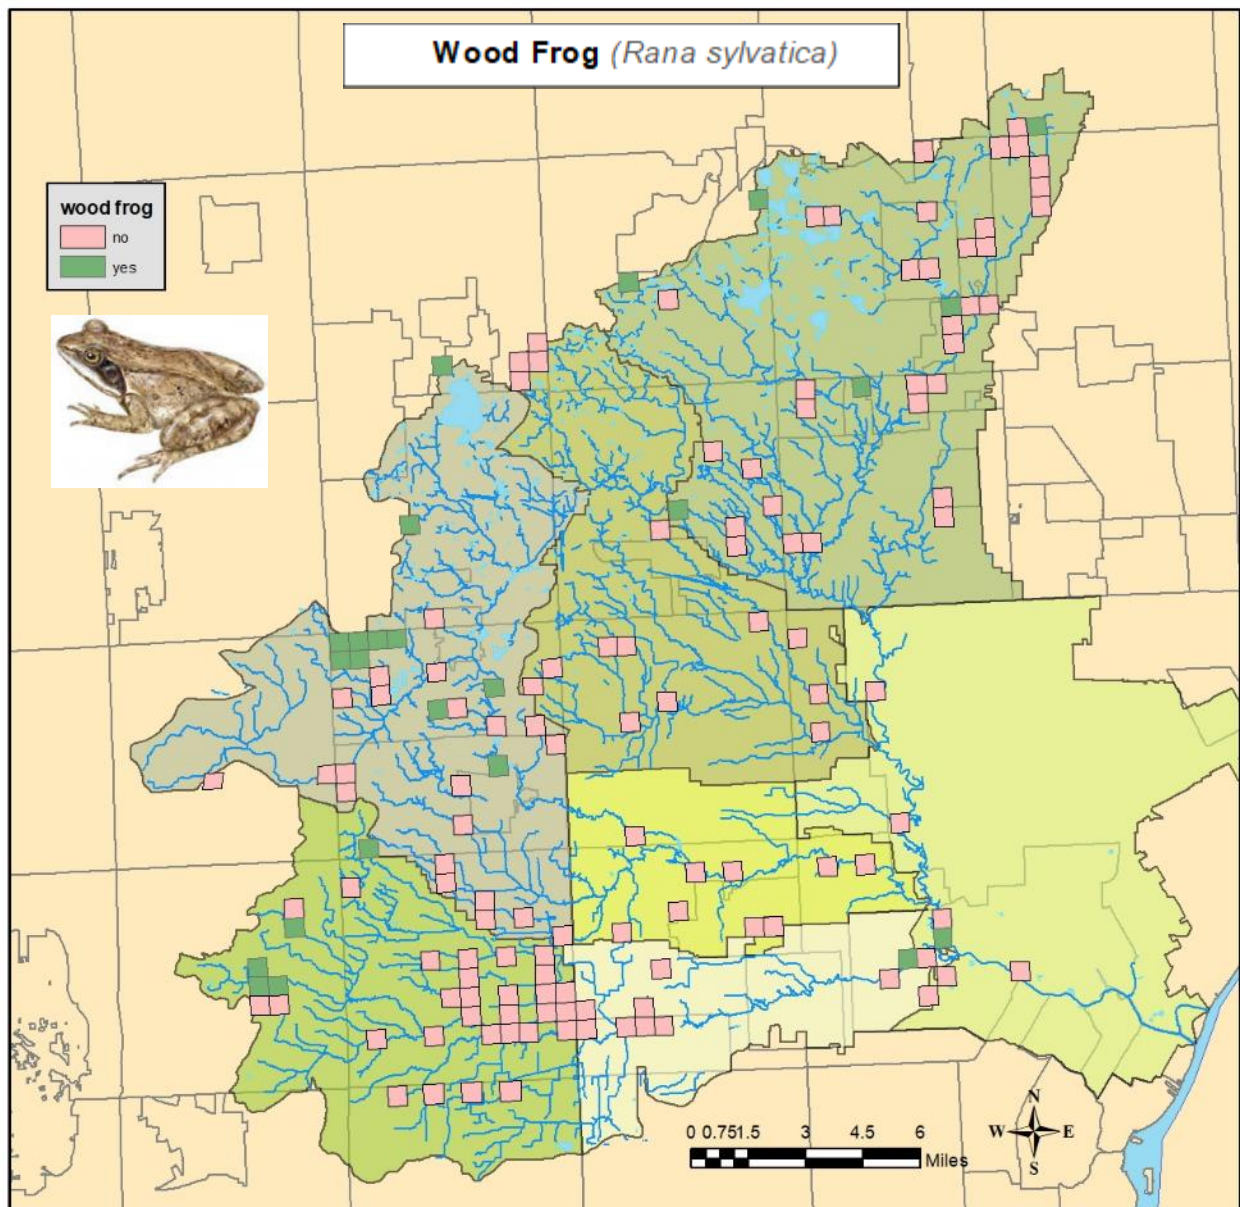 Wood Frog (Rana sylvatica)
wood frog
no
yes
0 0.751.5 3 4.5 6
Miles
N
W E
S